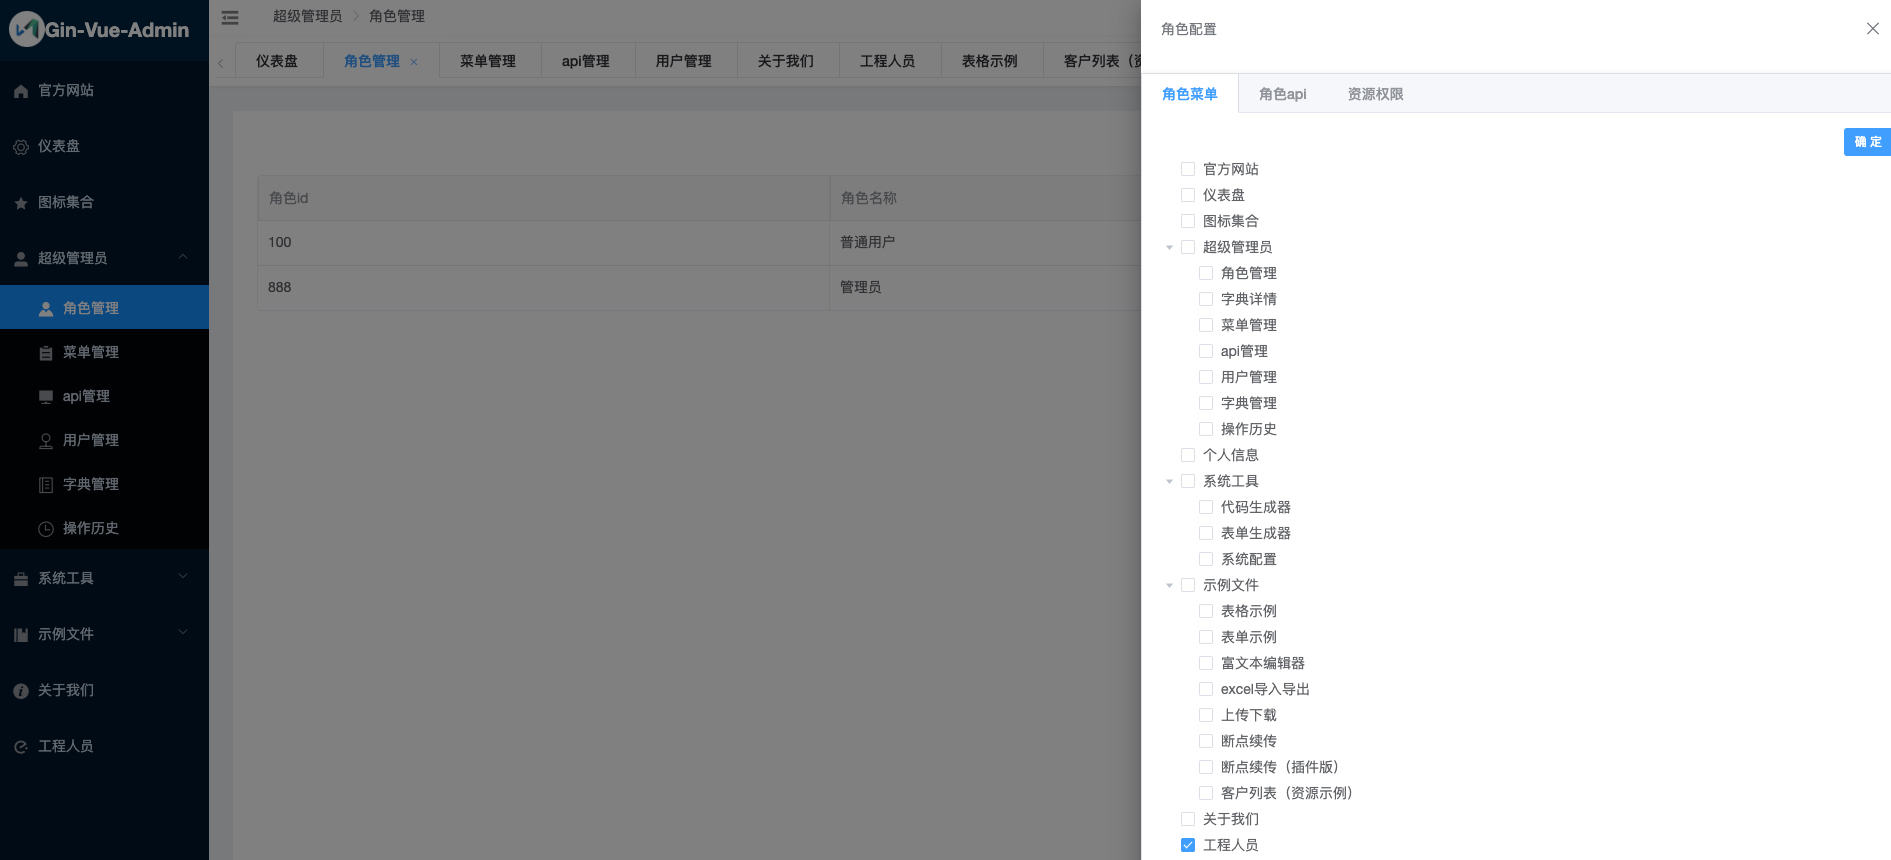 Gin-Vue-Admin
官方网站
仪表盘
图标集合
超级管理员
角色管理
菜单管理
api管理
用户管理
字典管理
操作历史
系统工具
示例文件
关于我们
工程人员
超级管理员 角色管理
仪表盘 角色管理 菜单管理 api管理 用户管理 关于我们 工程人员 表格示例 客户列表（资
角色id 角色名称
100 普通用户
888 管理员
角色配置
角色菜单 角色api 资源权限
确 定
官方网站
仪表盘
图标集合
超级管理员
角色管理
字典详情
菜单管理
api管理
用户管理
字典管理
操作历史
个人信息
系统工具
代码生成器
表单生成器
系统配置
示例文件
表格示例
表单示例
富文本编辑器
excel导入导出
上传下载
断点续传
断点续传（插件版）
客户列表（资源示例）
关于我们
工程人员